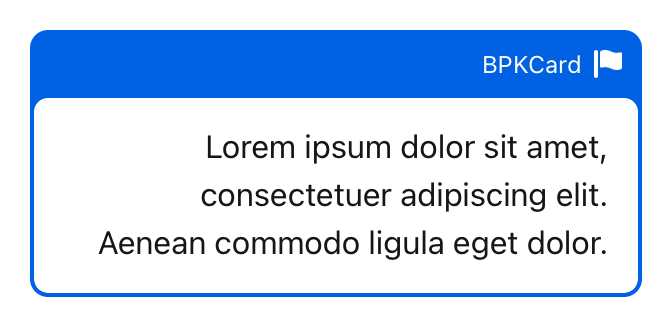 BPKCard
Lorem ipsum dolor sit amet,
consectetuer adipiscing elit.
Aenean commodo ligula eget dolor.